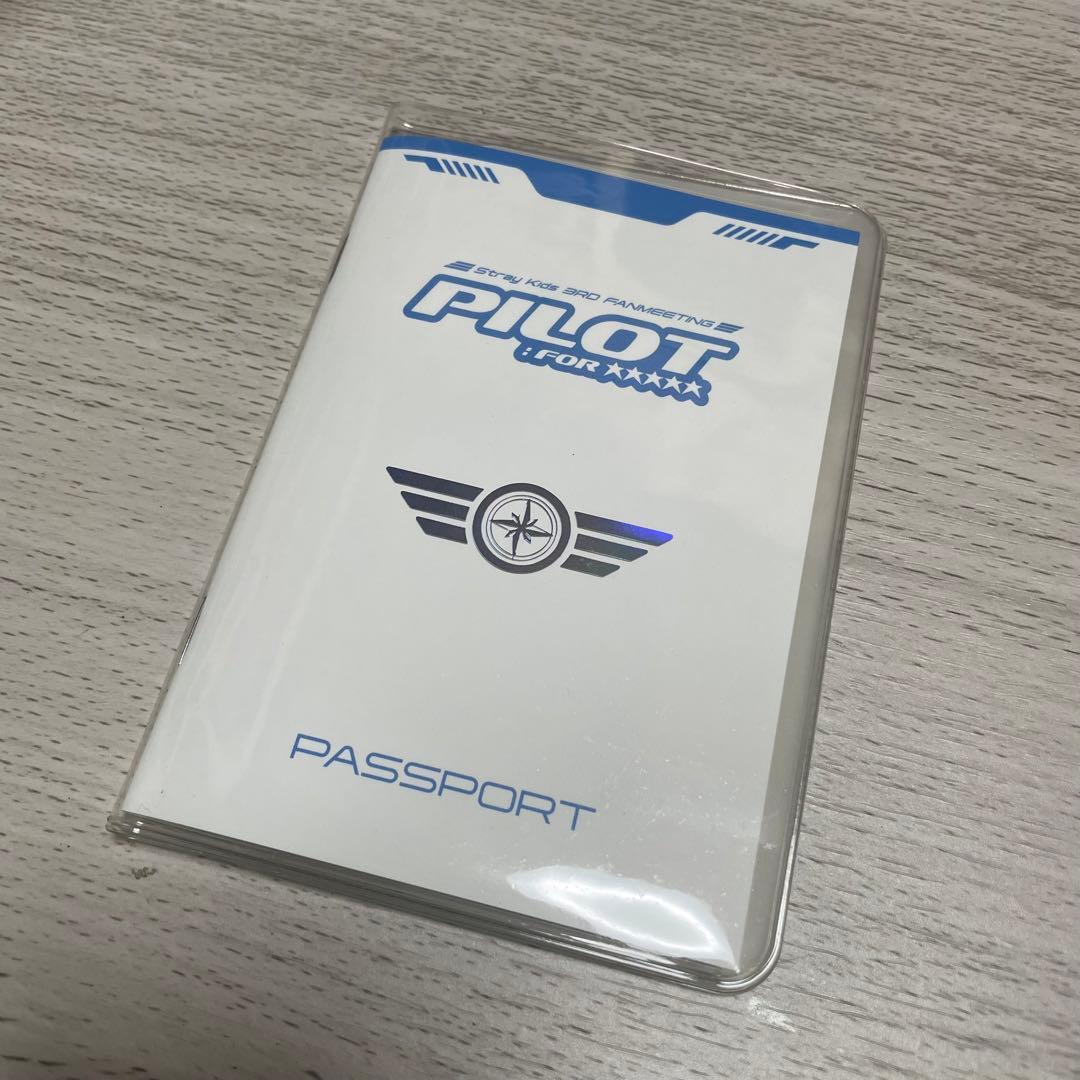 Stray Kids 3RD FANMEETING
PILOT
: FOR ★★★★★
PASSPORT